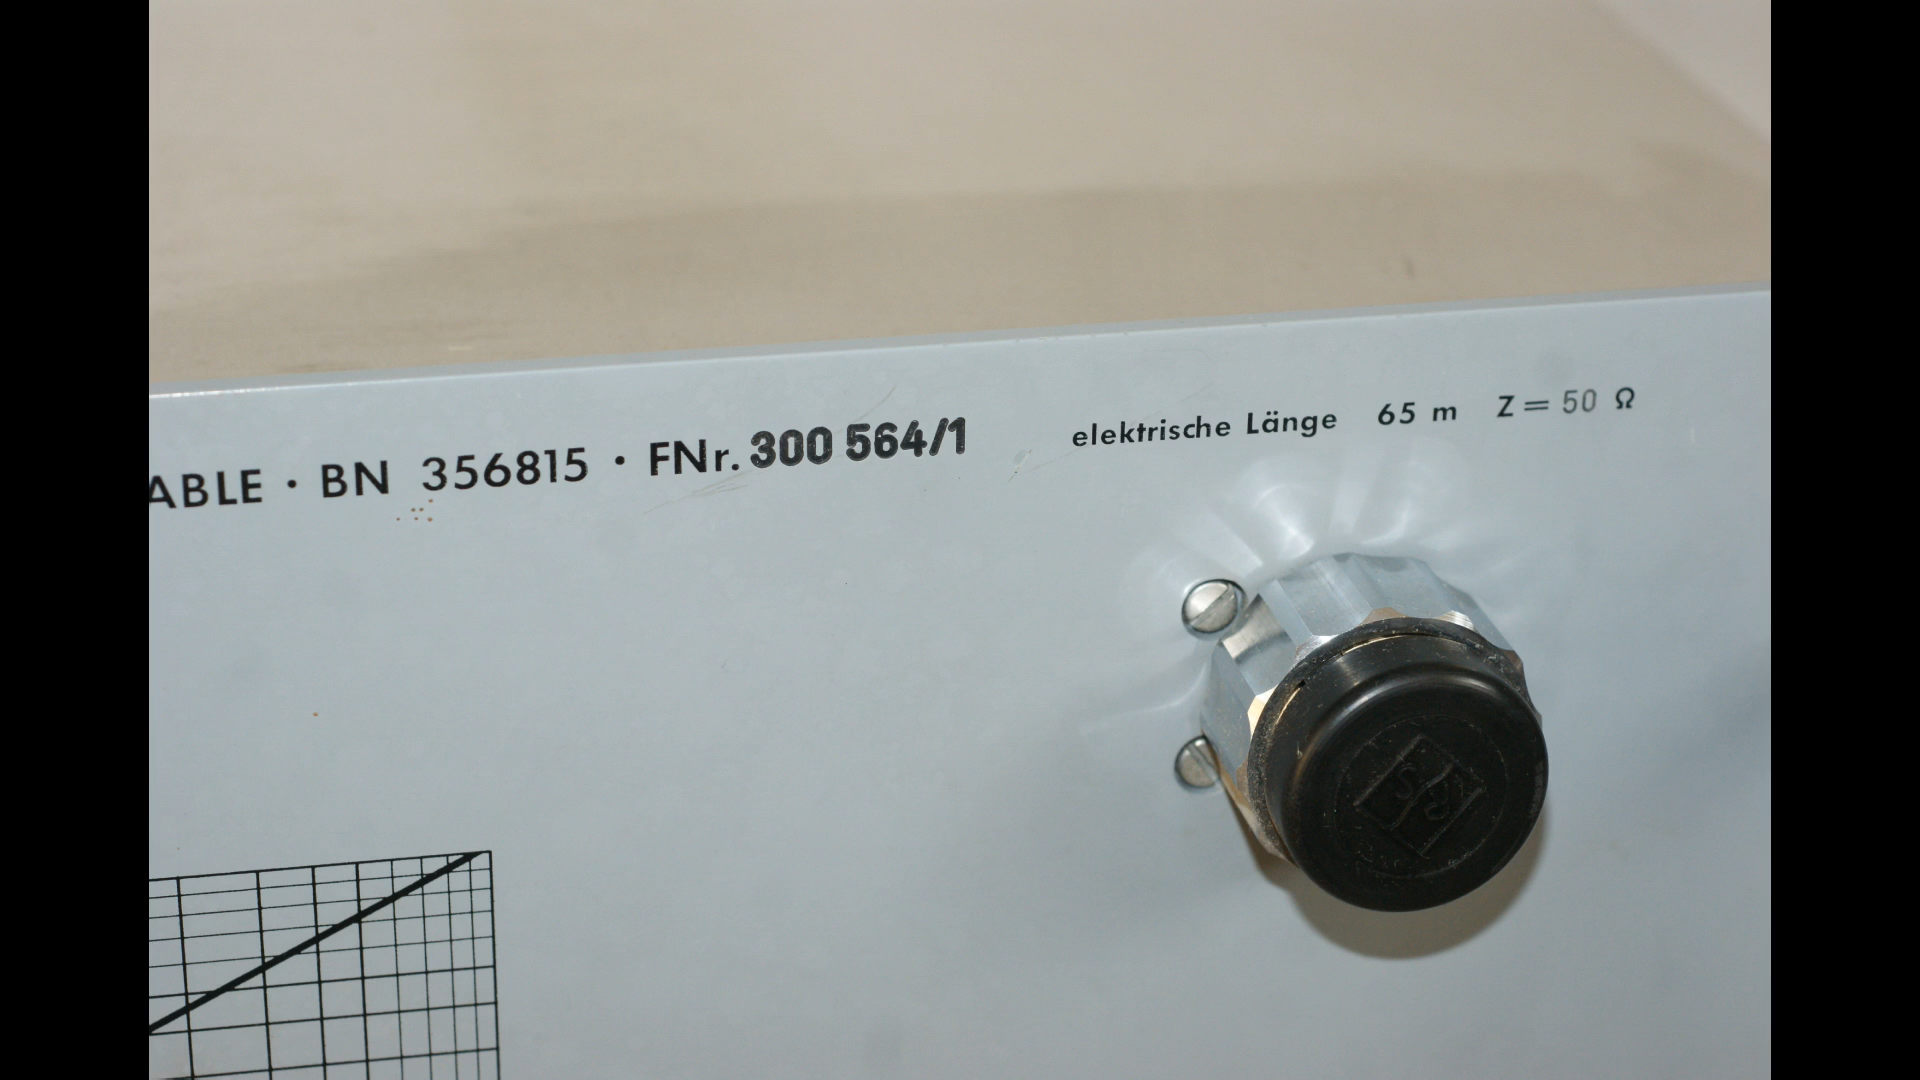 ABLE · BN 356815 · FNr. 300 564/1 elektrische Länge 65 m Z = 50 Ω